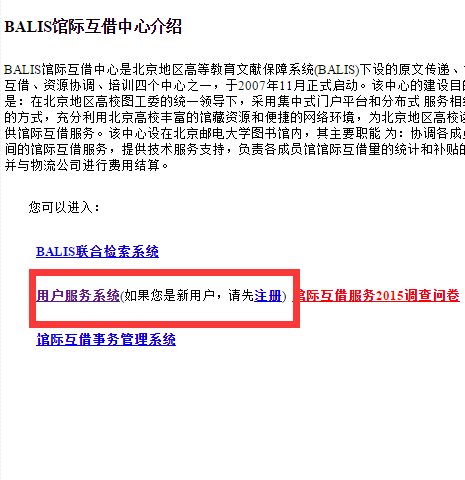 BALIS馆际互借中心介绍
BALIS馆际互借中心是北京地区高等教育文献保障系统(BALIS)下设的原文传递、
互借、资源协调、培训四个中心之一，于2007年11月正式启动。该中心的建设目的
是：在北京地区高校图工委的统一领导下，采用集中式门户平台和分布式 服务相结
的方式，充分利用北京高校丰富的馆藏资源和便捷的网络环境，为北京地区高校读
供馆际互借服务。该中心设在北京邮电大学图书馆内，其主要职能 为：协调各成员
间的馆际互借服务，提供技术服务支持，负责各成员馆馆际互借量的统计和补贴的
并与物流公司进行费用结算。
您可以进入：
BALIS联合检索系统
用户服务系统(如果您是新用户，请先注册) 馆际互借服务2015调查问卷
馆际互借事务管理系统